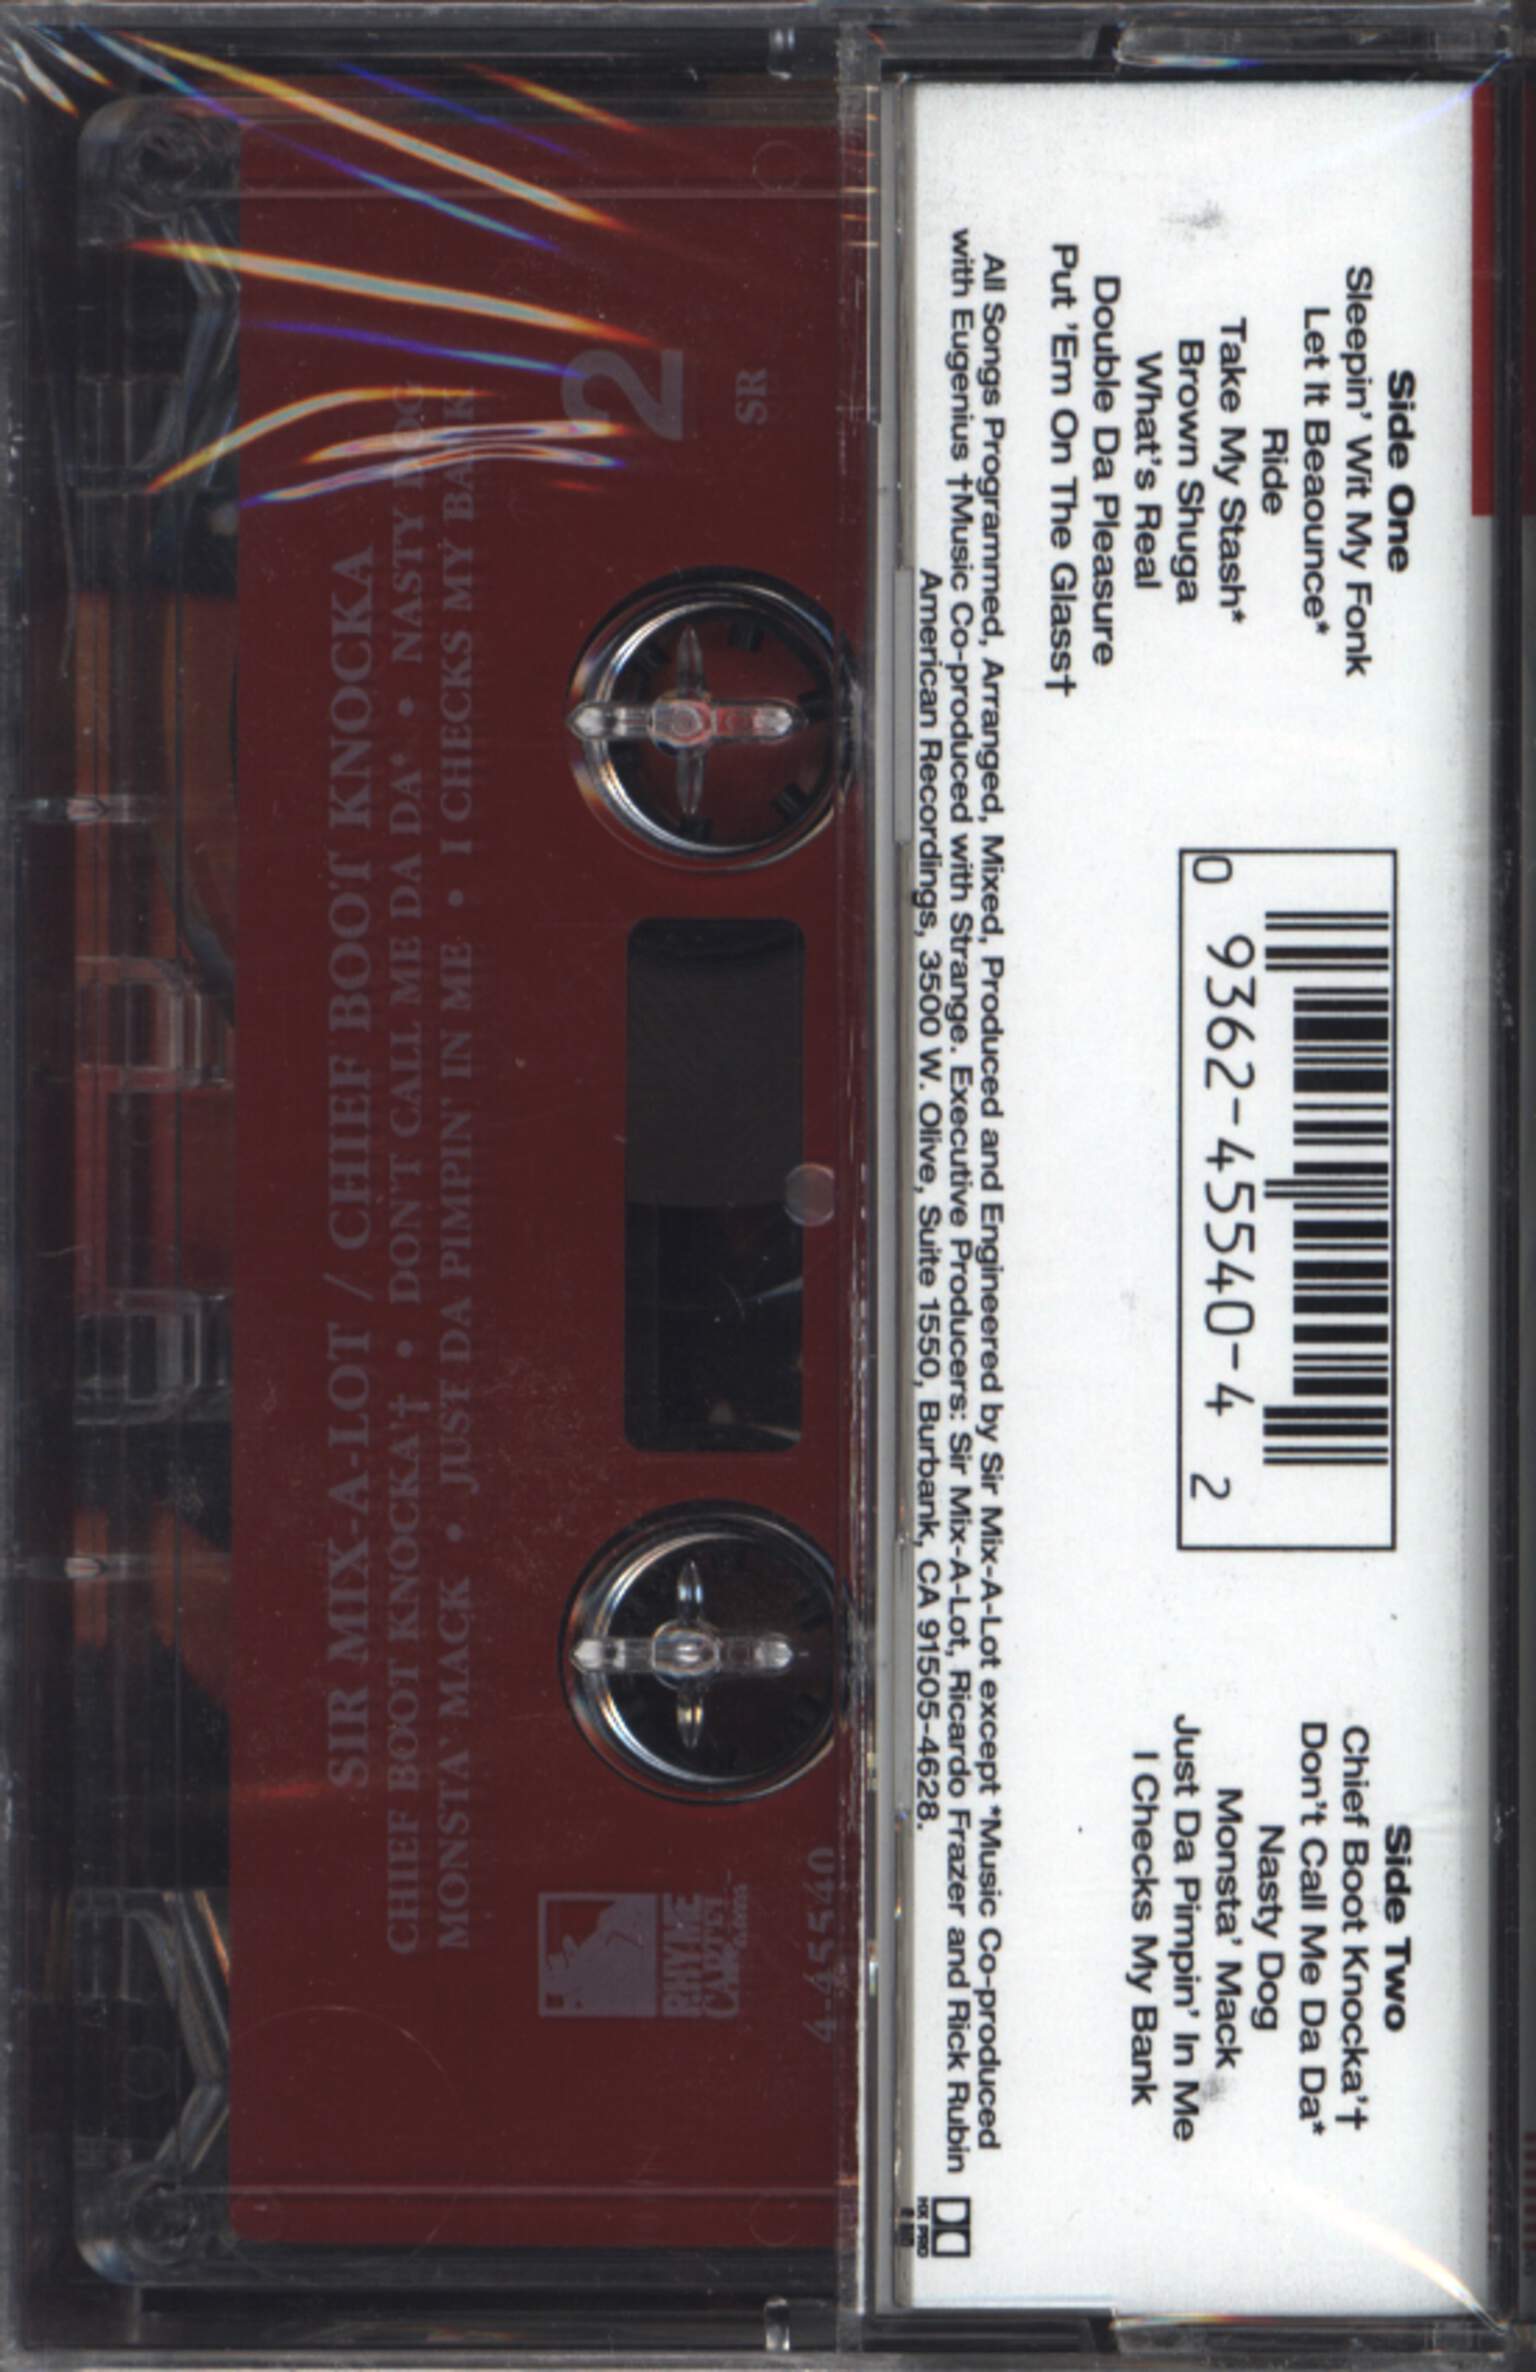 Side One
Sleepin' Wit My Fonk
Let It Beaounce*
Ride
Take My Stash*
Brown Shuga
What's Real
Double Da Pleasure
Put 'Em On The Glass†
0 9362-45540-4 2
Side Two
Chief Boot Knocka'†
Don't Call Me Da Da*
Nasty Dog
Monsta' Mack
Just Da Pimpin' In Me
I Checks My Bank
All Songs Programmed, Arranged, Mixed, Produced and Engineered by Sir Mix-A-Lot except *Music Co-produced
with Eugenius †Music Co-produced with Strange. Executive Producers: Sir Mix-A-Lot, Ricardo Frazer and Rick Rubin
American Recordings, 3500 W. Olive, Suite 1550, Burbank, CA 91505-4628.
HX PRO
4-45540
SR
2
RHYME
CARTEL
SIR MIX-A-LOT / CHIEF BOOT KNOCKA
CHIEF BOOT KNOCKA'† • DON'T CALL ME DA DA* • NASTY DOG
MONSTA' MACK • JUST DA PIMPIN' IN ME • I CHECKS MY BANK